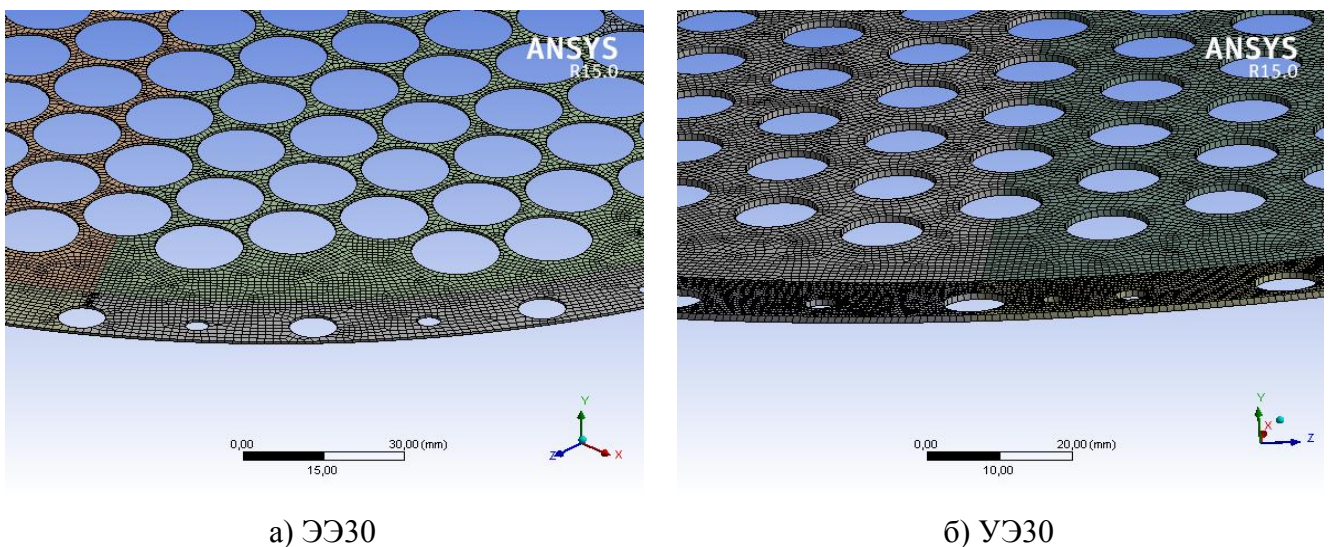 ANSYS
R15.0
Y
Z
X
0,00
30,00 (mm)
15,00
а) ЭЭ30
ANSYS
R15.0
Y
X
Z
0,00
20,00 (mm)
10,00
б) УЭ30